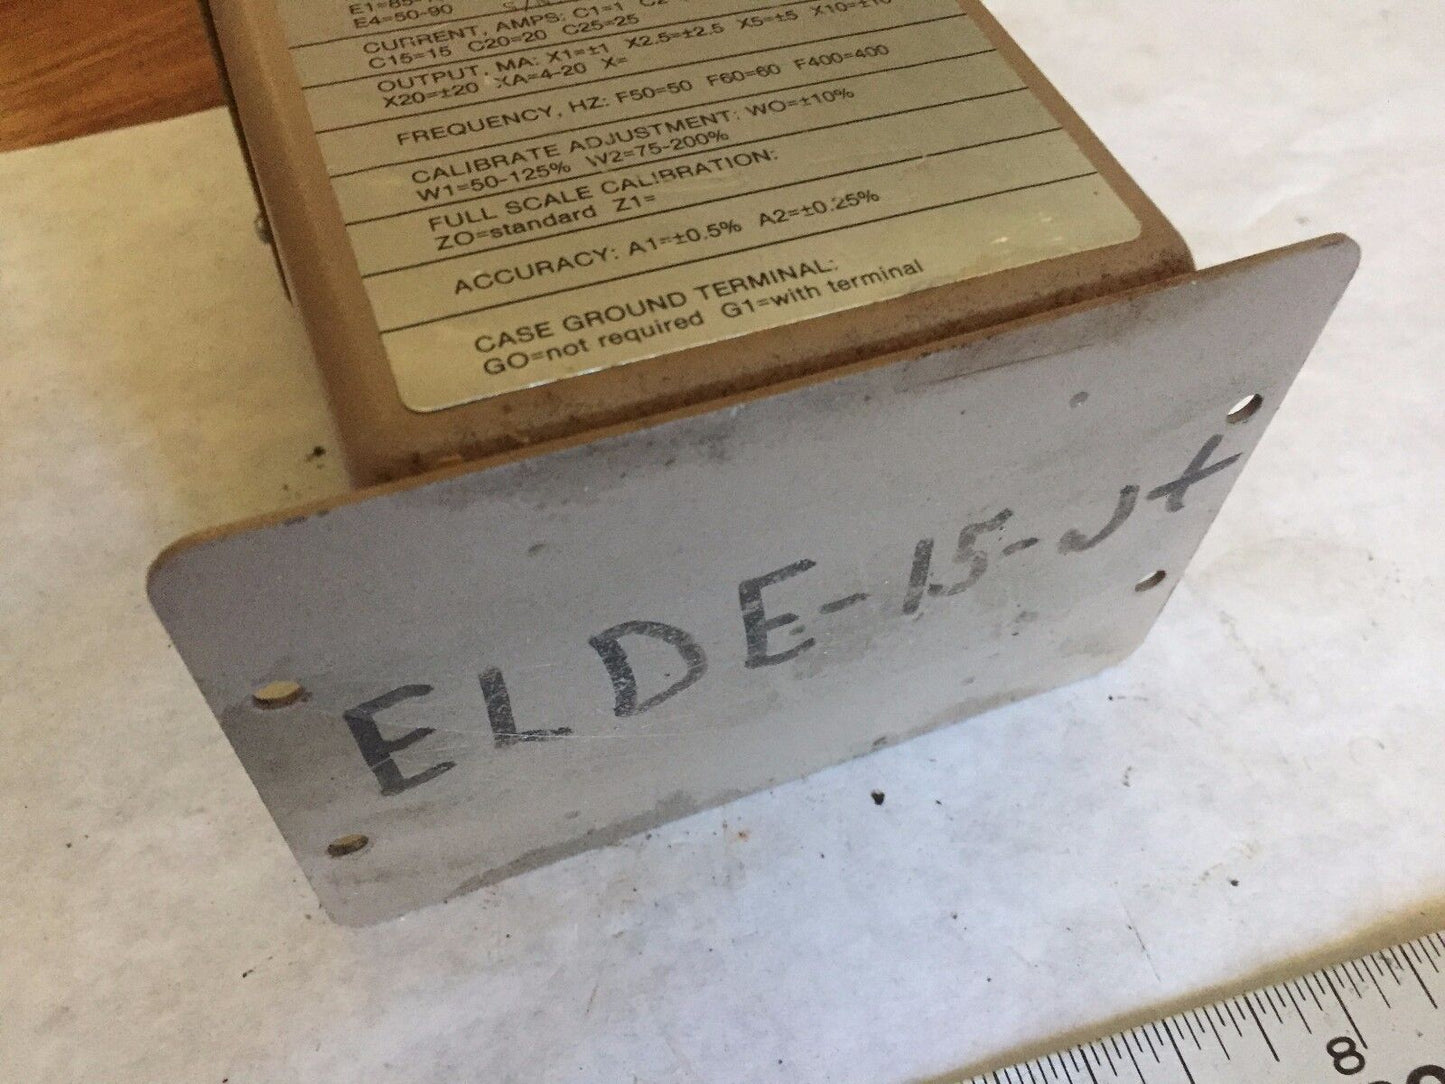 E4=50-90
CURRENT, AMPS: C1=1
C15=15 C20=20 C25=25
OUTPUT, MA: X1=±1 X2.5=±2.5 X5=±5 X10=±10
X20=±20 XA=4-20 X=
FREQUENCY, HZ: F50=50 F60=60 F400=400
CALIBRATE ADJUSTMENT: WO=±10%
W1=50-125% W2=75-200%
FULL SCALE CALIBRATION:
ZO=standard Z1=
ACCURACY: A1=±0.5% A2=±0.25%
CASE GROUND TERMINAL:
GO=not required G1=with terminal
ELDE-15-
8